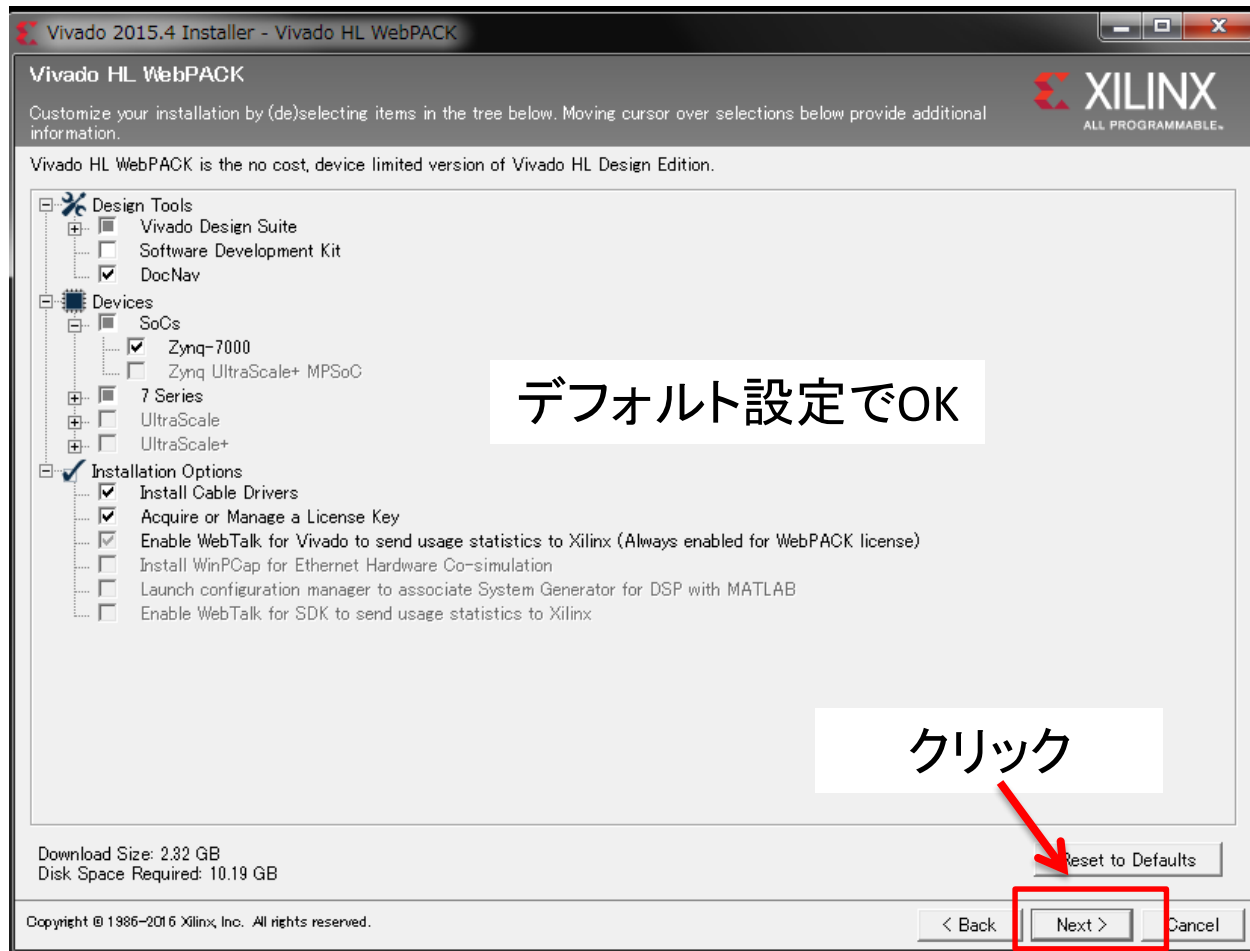 Vivado 2015.4 Installer - Vivado HL WebPACK
Vivado HL WebPACK
Customize your installation by (de)selecting items in the tree below. Moving cursor over selections below provide additional
information.
XILINX
ALL PROGRAMMABLE.
Vivado HL WebPACK is the no cost, device limited version of Vivado HL Design Edition.
Design Tools
Vivado Design Suite
Software Development Kit
DocNav
Devices
SoCs
Zynq-7000
Zynq UltraScale+ MPSoC
7 Series
UltraScale
UltraScale+
デフォルト設定でOK
Installation Options
Install Cable Drivers
Acquire or Manage a License Key
Enable WebTalk for Vivado to send usage statistics to Xilinx (Always enabled for WebPACK license)
Install WinPCap for Ethernet Hardware Co-simulation
Launch configuration manager to associate System Generator for DSP with MATLAB
Enable WebTalk for SDK to send usage statistics to Xilinx
クリック
Download Size: 2.32 GB
Disk Space Required: 10.19 GB
Reset to Defaults
Copyright © 1986-2016 Xilinx, Inc. All rights reserved.
< Back
Next >
Cancel